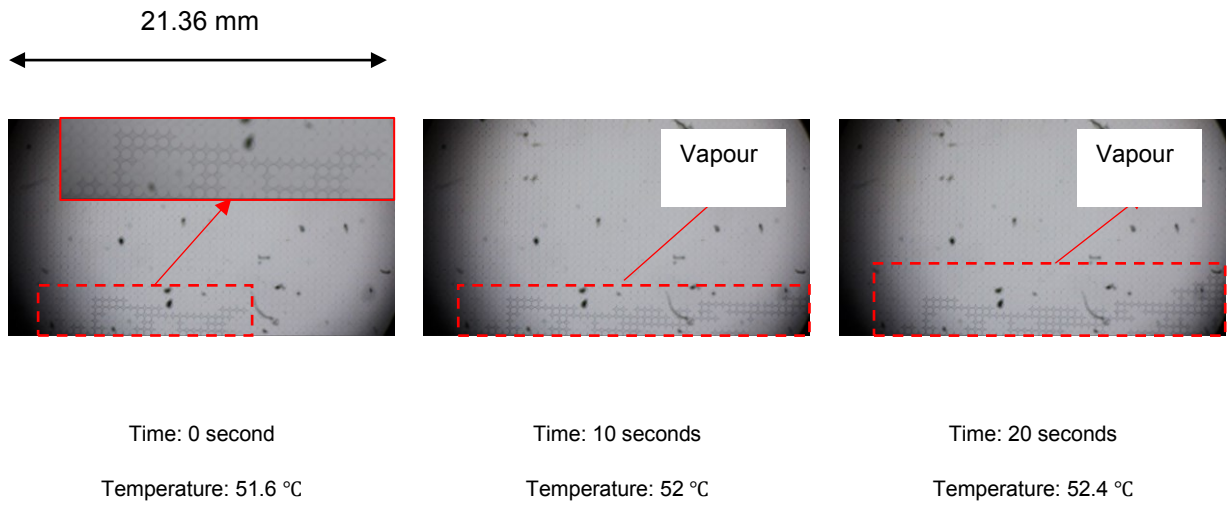 21.36 mm
Vapour
Vapour
Time: 0 second
Time: 10 seconds
Time: 20 seconds
Temperature: 51.6 ℃
Temperature: 52 ℃
Temperature: 52.4 ℃